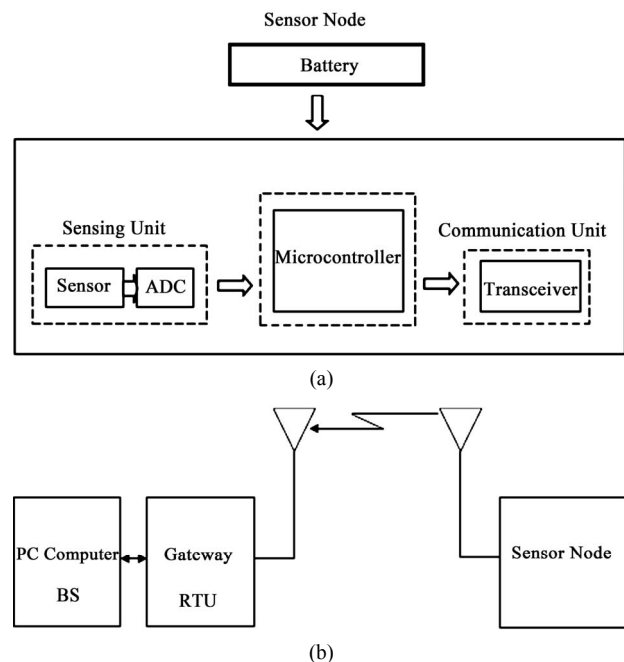 Sensor Node
Battery
Sensing Unit
Sensor
ADC
Microcontroller
Communication Unit
Transceiver
(a)
PC Computer
BS
Gateway
RTU
Sensor Node
(b)